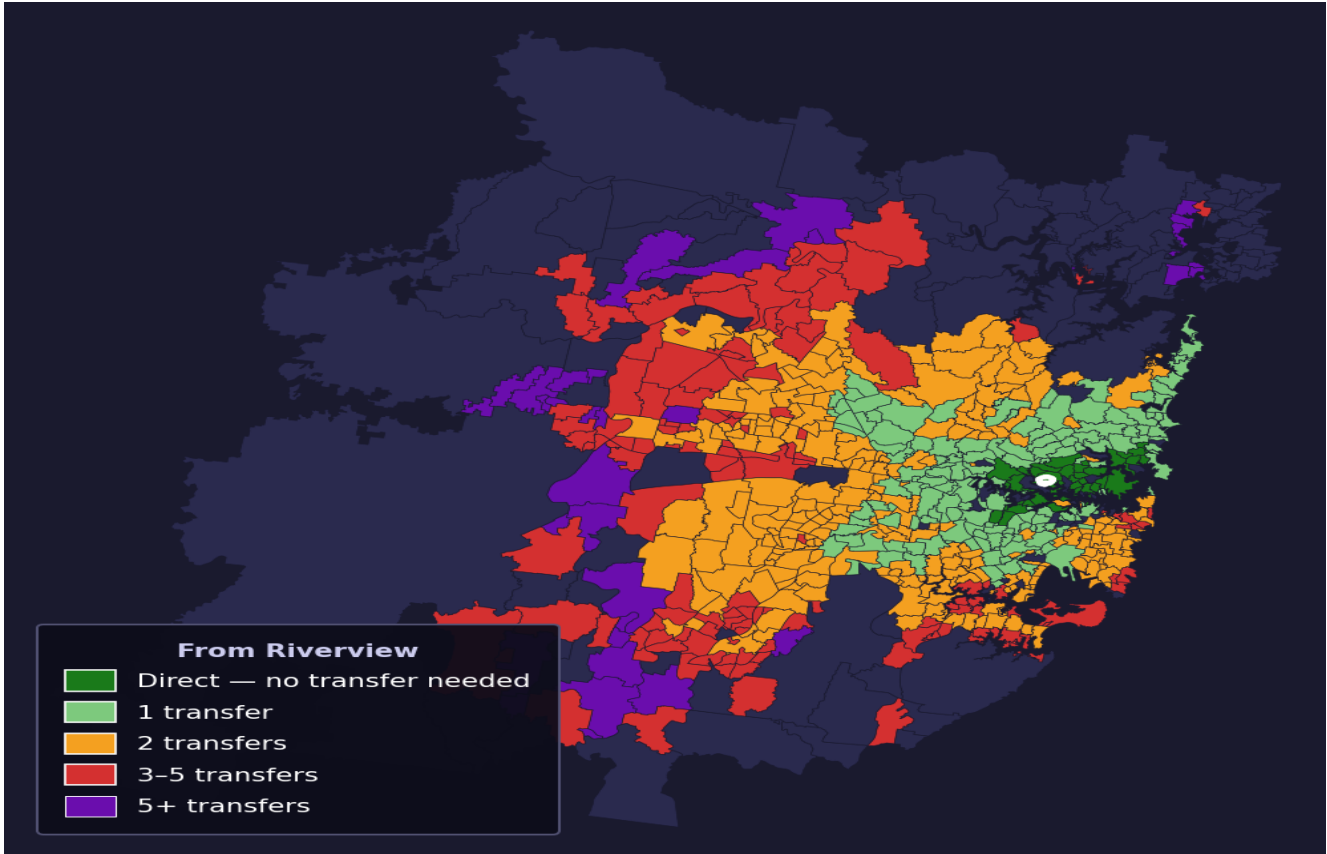 From Riverview
Direct — no transfer needed
1 transfer
2 transfers
3–5 transfers
5+ transfers